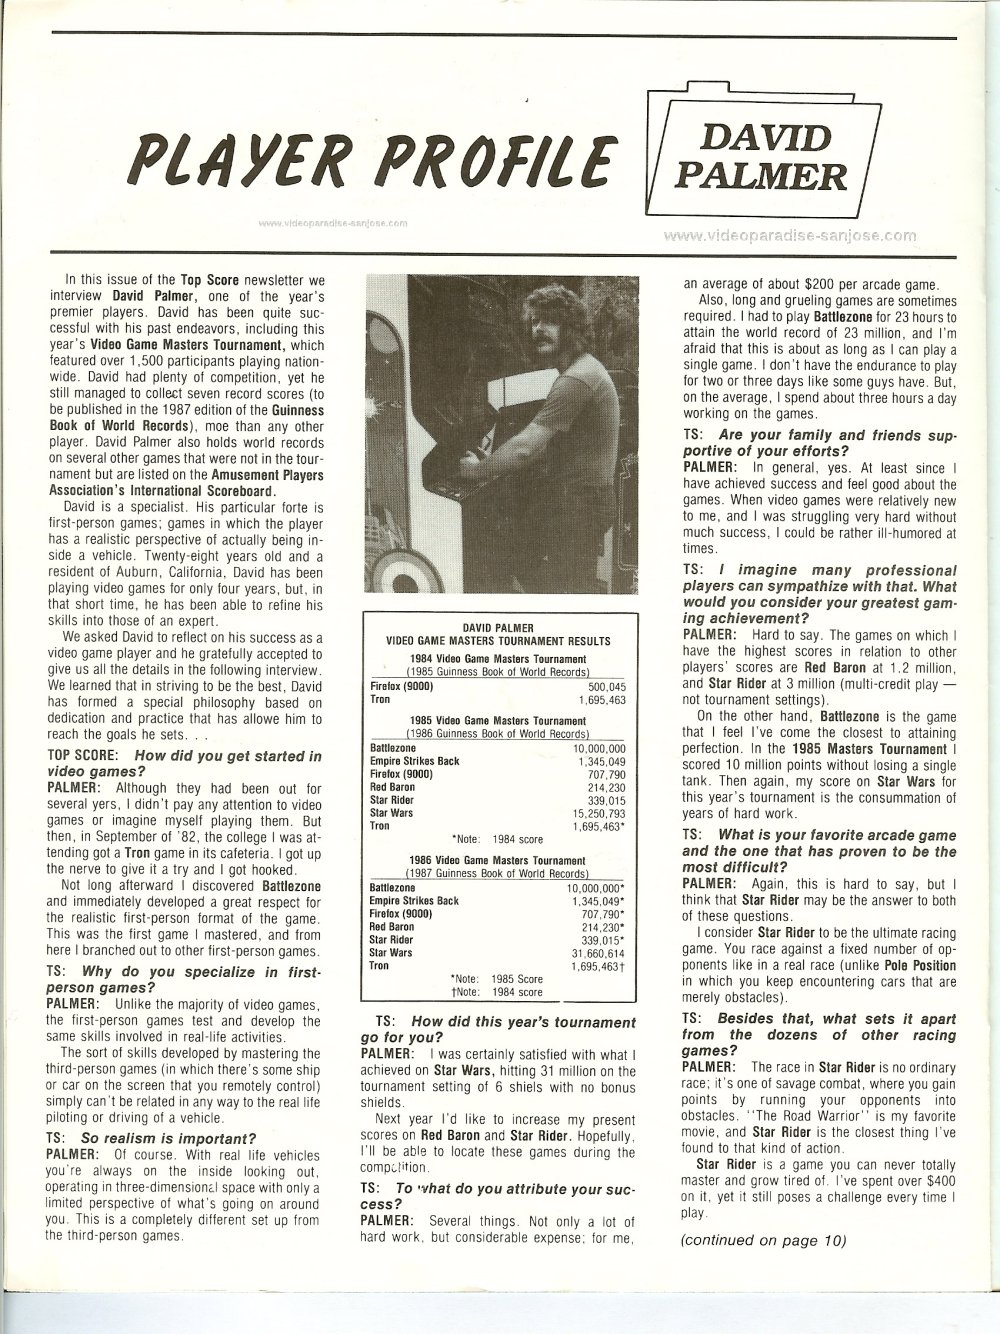 PLAYER PROFILE
DAVID
PALMER
www.videoparadise-sanjose.com
www.videoparadise-sanjose.com
In this issue of the Top Score newsletter we
interview David Palmer, one of the year's
premier players. David has been quite suc-
cessful with his past endeavors, including this
year's Video Game Masters Tournament, which
featured over 1,500 participants playing nation-
wide. David had plenty of competition, yet he
still managed to collect seven record scores (to
be published in the 1987 edition of the Guinness
Book of World Records), moe than any other
player. David Palmer also holds world records
on several other games that were not in the tour-
nament but are listed on the Amusement Players
Association's International Scoreboard.
David is a specialist. His particular forte is
first-person games; games in which the player
has a realistic perspective of actually being in-
side a vehicle. Twenty-eight years old and a
resident of Auburn, California, David has been
playing video games for only four years, but, in
that short time, he has been able to refine his
skills into those of an expert.
We asked David to reflect on his success as a
video game player and he gratefully accepted to
give us all the details in the following interview.
We learned that in striving to be the best, David
has formed a special philosophy based on
dedication and practice that has allowe him to
reach the goals he sets. . .
TOP SCORE: How did you get started in
video games?
PALMER: Although they had been out for
several yers, I didn't pay any attention to video
games or imagine myself playing them. But
then, in September of '82, the college I was at-
tending got a Tron game in its cafeteria. I got up
the nerve to give it a try and I got hooked.
Not long afterward I discovered Battlezone
and immediately developed a great respect for
the realistic first-person format of the game.
This was the first game I mastered, and from
here I branched out to other first-person games.
TS: Why do you specialize in first-
person games?
PALMER: Unlike the majority of video games,
the first-person games test and develop the
same skills involved in real-life activities.
The sort of skills developed by mastering the
third-person games (in which there's some ship
or car on the screen that you remotely control)
simply can't be related in any way to the real life
piloting or driving of a vehicle.
TS: So realism is important?
PALMER: Of course. With real life vehicles
you're always on the inside looking out,
operating in three-dimensional space with only a
limited perspective of what's going on around
you. This is a completely different set up from
the third-person games.
DAVID PALMER
VIDEO GAME MASTERS TOURNAMENT RESULTS
1984 Video Game Masters Tournament
(1985 Guinness Book of World Records)
Firefox (9000) 500,045
Tron 1,695,463
1985 Video Game Masters Tournament
(1986 Guinness Book of World Records)
Battlezone 10,000,000
Empire Strikes Back 1,345,049
Firefox (9000) 707,790
Red Baron 214,230
Star Rider 339,015
Star Wars 15,250,793
Tron 1,695,463*
*Note: 1984 score
1986 Video Game Masters Tournament
(1987 Guinness Book of World Records)
Battlezone 10,000,000*
Empire Strikes Back 1,345,049*
Firefox (9000) 707,790*
Red Baron 214,230*
Star Rider 339,015*
Star Wars 31,660,614
Tron 1,695,463†
*Note: 1985 Score
†Note: 1984 score
TS: How did this year's tournament
go for you?
PALMER: I was certainly satisfied with what I
achieved on Star Wars, hitting 31 million on the
tournament setting of 6 shiels with no bonus
shields.
Next year I'd like to increase my present
scores on Red Baron and Star Rider. Hopefully,
I'll be able to locate these games during the
competition.
TS: To what do you attribute your suc-
cess?
PALMER: Several things. Not only a lot of
hard work, but considerable expense; for me,
an average of about $200 per arcade game.
Also, long and grueling games are sometimes
required. I had to play Battlezone for 23 hours to
attain the world record of 23 million, and I'm
afraid that this is about as long as I can play a
single game. I don't have the endurance to play
for two or three days like some guys have. But,
on the average, I spend about three hours a day
working on the games.
TS: Are your family and friends sup-
portive of your efforts?
PALMER: In general, yes. At least since I
have achieved success and feel good about the
games. When video games were relatively new
to me, and I was struggling very hard without
much success, I could be rather ill-humored at
times.
TS: I imagine many professional
players can sympathize with that. What
would you consider your greatest gam-
ing achievement?
PALMER: Hard to say. The games on which I
have the highest scores in relation to other
players' scores are Red Baron at 1.2 million,
and Star Rider at 3 million (multi-credit play —
not tournament settings).
On the other hand, Battlezone is the game
that I feel I've come the closest to attaining
perfection. In the 1985 Masters Tournament I
scored 10 million points without losing a single
tank. Then again, my score on Star Wars for
this year's tournament is the consummation of
years of hard work.
TS: What is your favorite arcade game
and the one that has proven to be the
most difficult?
PALMER: Again, this is hard to say, but I
think that Star Rider may be the answer to both
of these questions.
I consider Star Rider to be the ultimate racing
game. You race against a fixed number of op-
ponents like in a real race (unlike Pole Position
in which you keep encountering cars that are
merely obstacles).
TS: Besides that, what sets it apart
from the dozens of other racing
games?
PALMER: The race in Star Rider is no ordinary
race; it's one of savage combat, where you gain
points by running your opponents into
obstacles. "The Road Warrior" is my favorite
movie, and Star Rider is the closest thing I've
found to that kind of action.
Star Rider is a game you can never totally
master and grow tired of. I've spent over $400
on it, yet it still poses a challenge every time I
play.
(continued on page 10)